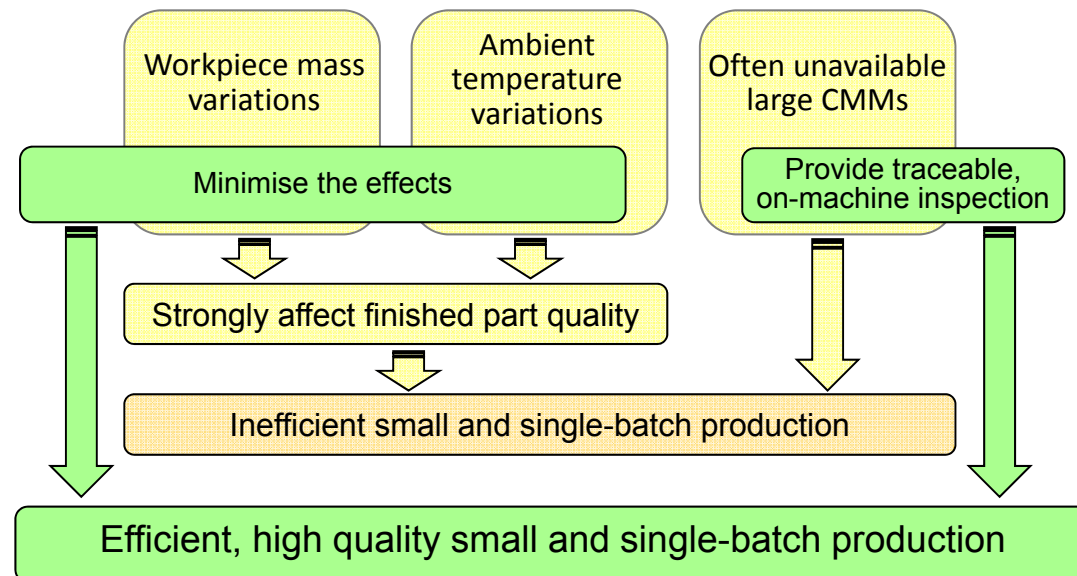 Workpiece mass
variations
Ambient
temperature
variations
Often unavailable
large CMMs
Minimise the effects
Provide traceable,
on-machine inspection
Strongly affect finished part quality
Inefficient small and single-batch production
Efficient, high quality small and single-batch production